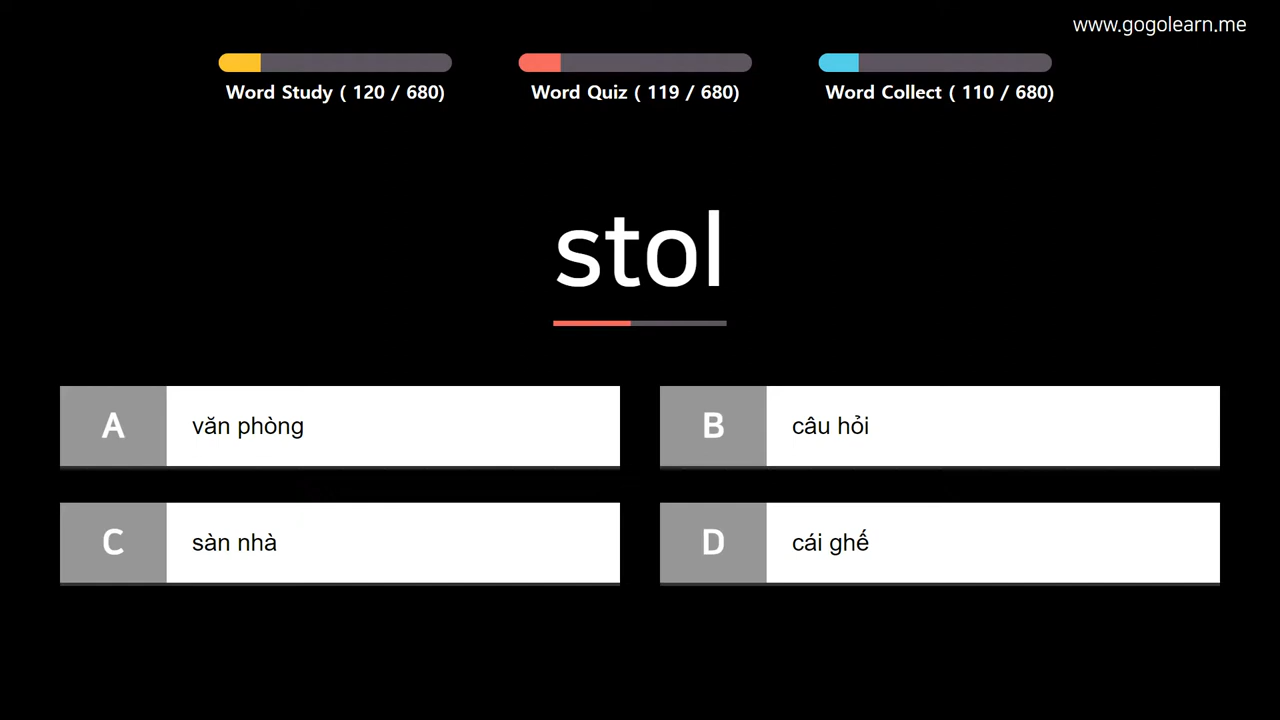 www.gogolearn.me
Word Study ( 120 / 680)
Word Quiz ( 119 / 680)
Word Collect ( 110 / 680)
stol
A văn phòng
B câu hỏi
C sàn nhà
D cái ghế